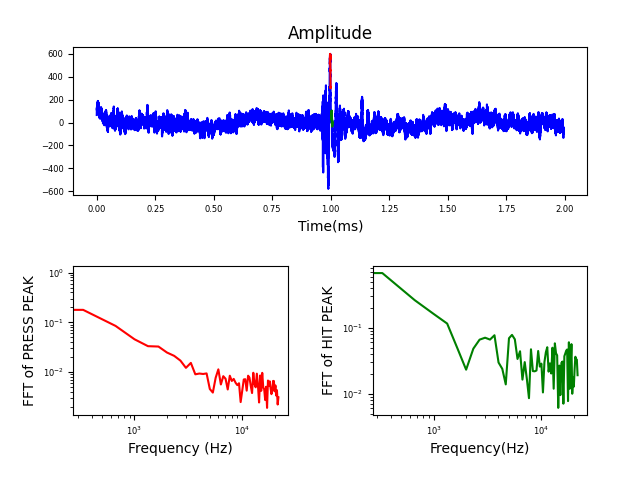 Amplitude
600
400
200
0
−200
−400
−600
0.00 0.25 0.50 0.75 1.00 1.25 1.50 1.75 2.00
Time(ms)
FFT of PRESS PEAK
10⁰
10⁻¹
10⁻²
10³ 10⁴
Frequency (Hz)
FFT of HIT PEAK
10⁻¹
10⁻²
10³ 10⁴
Frequency(Hz)